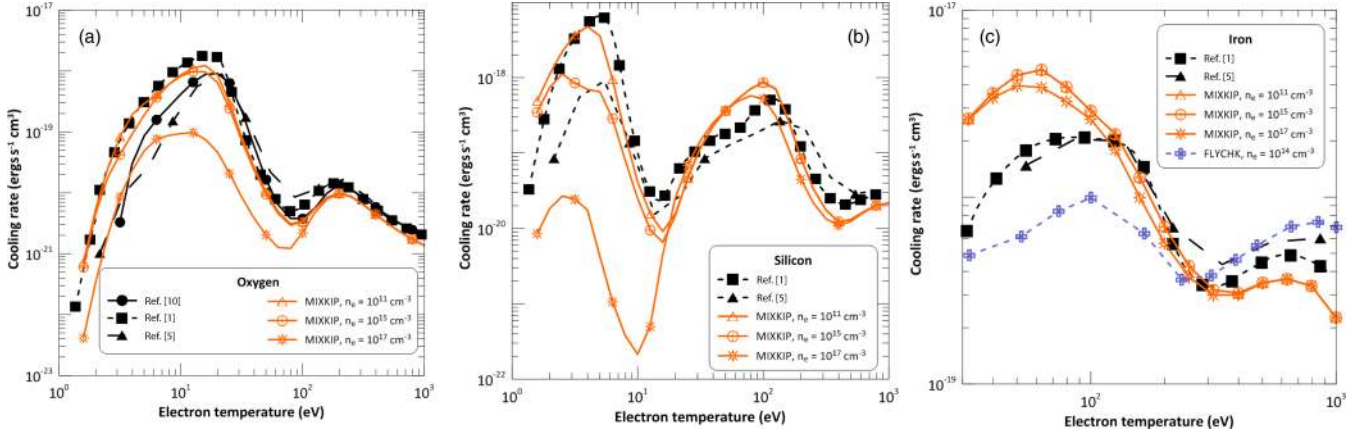 (a)
Cooling rate (ergs s⁻¹ cm³)
10⁻¹⁷
10⁻¹⁹
10⁻²¹
10⁻²³
10⁰
10¹
10²
10³
Electron temperature (eV)
Oxygen
Ref. [10]
Ref. [1]
Ref. [5]
MIXKIP, nₑ = 10¹¹ cm⁻³
MIXKIP, nₑ = 10¹⁵ cm⁻³
MIXKIP, nₑ = 10¹⁷ cm⁻³
(b)
Cooling rate (ergs s⁻¹ cm³)
10⁻¹⁸
10⁻²⁰
10⁻²²
10⁰
10¹
10²
10³
Electron temperature (eV)
Silicon
Ref. [1]
Ref. [5]
MIXKIP, nₑ = 10¹¹ cm⁻³
MIXKIP, nₑ = 10¹⁵ cm⁻³
MIXKIP, nₑ = 10¹⁷ cm⁻³
(c)
Cooling rate (ergs s⁻¹ cm³)
10⁻¹⁷
10⁻¹⁹
10²
10³
Electron temperature (eV)
Iron
Ref. [1]
Ref. [5]
MIXKIP, nₑ = 10¹¹ cm⁻³
MIXKIP, nₑ = 10¹⁵ cm⁻³
MIXKIP, nₑ = 10¹⁷ cm⁻³
FLYCHK, nₑ = 10¹⁴ cm⁻³